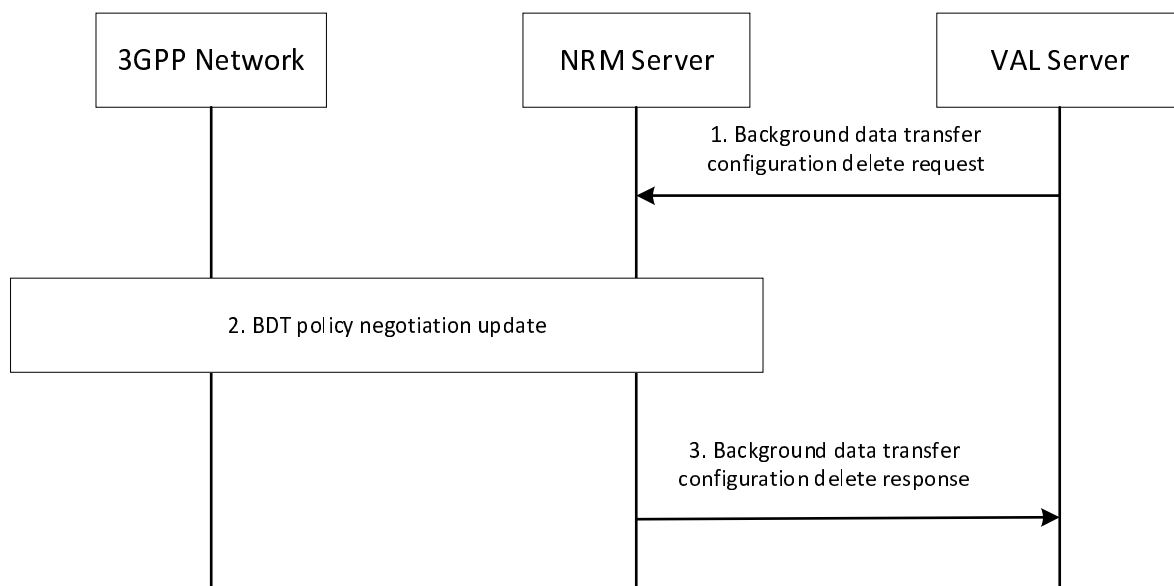 3GPP Network
NRM Server
VAL Server
1. Background data transfer
configuration delete request
2. BDT policy negotiation update
3. Background data transfer
configuration delete response